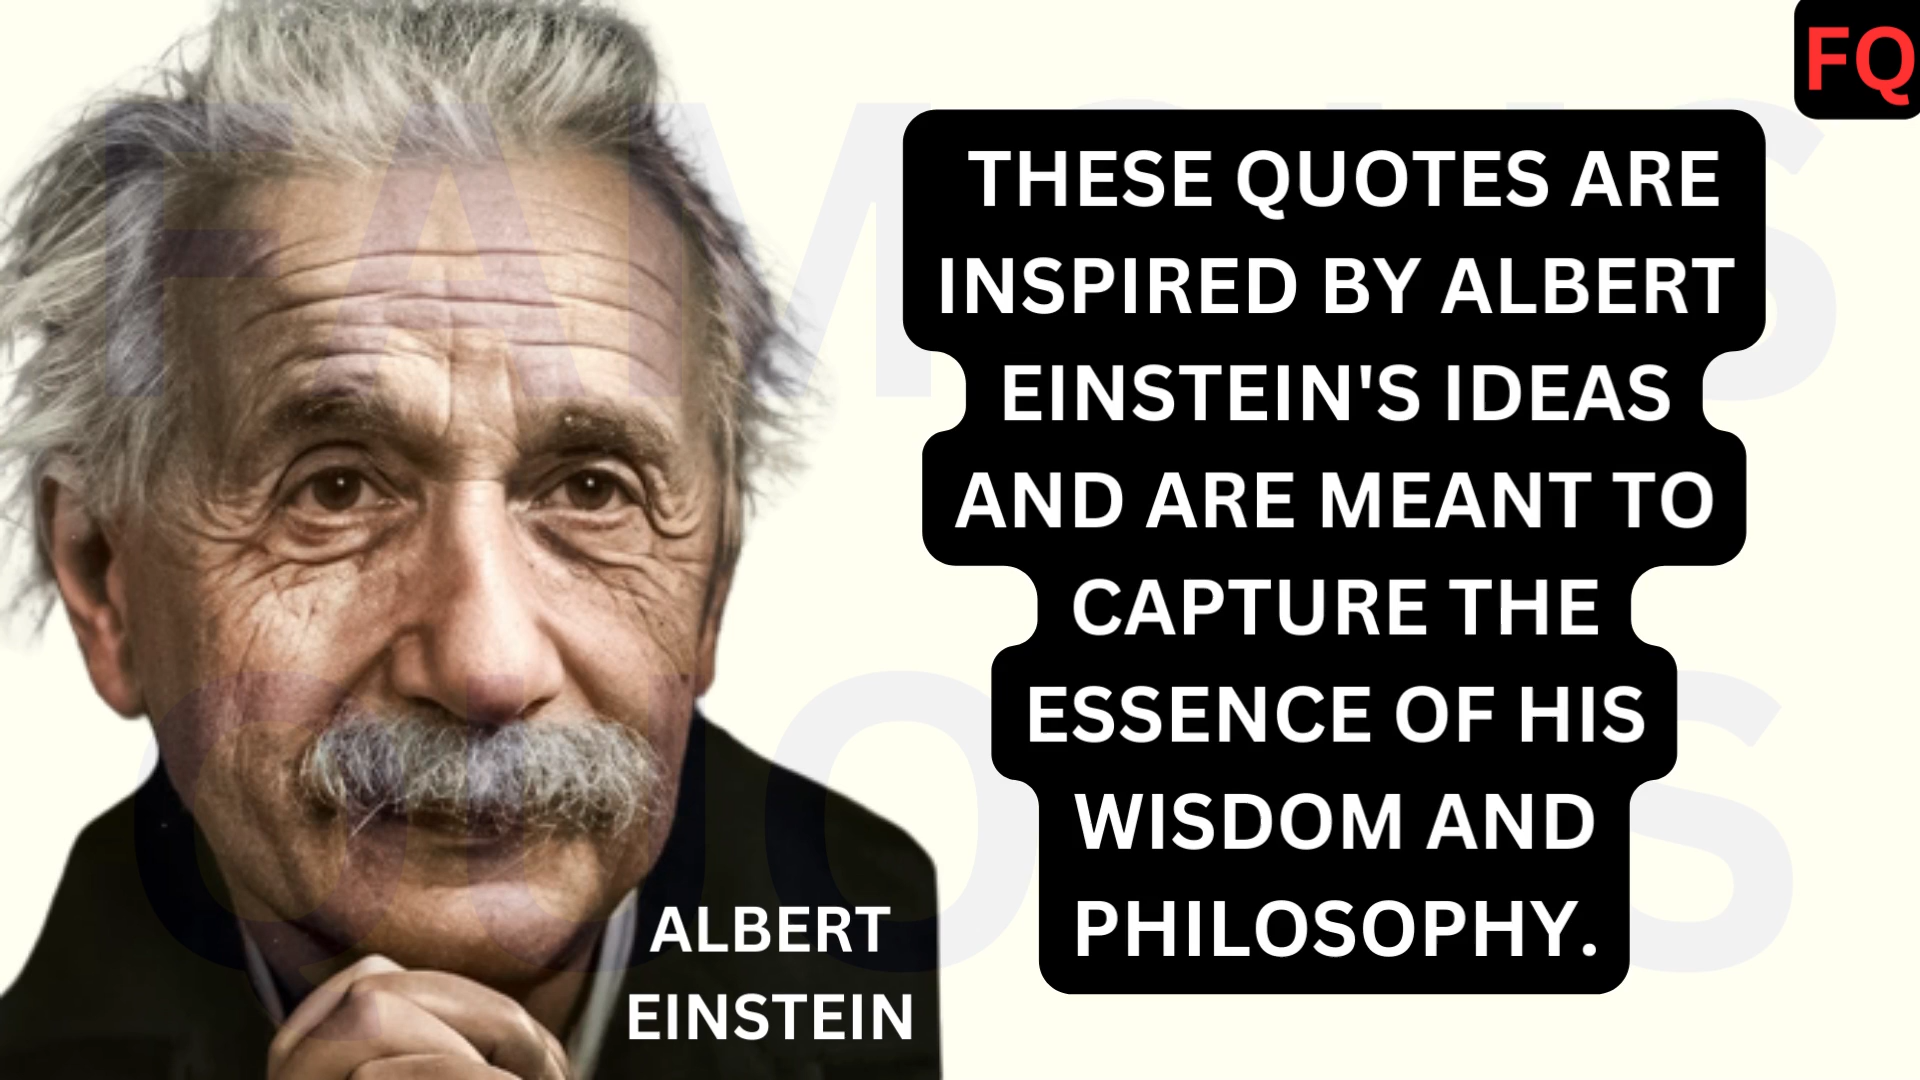 FQ
THESE QUOTES ARE
INSPIRED BY ALBERT
EINSTEIN'S IDEAS
AND ARE MEANT TO
CAPTURE THE
ESSENCE OF HIS
WISDOM AND
PHILOSOPHY.
ALBERT
EINSTEIN